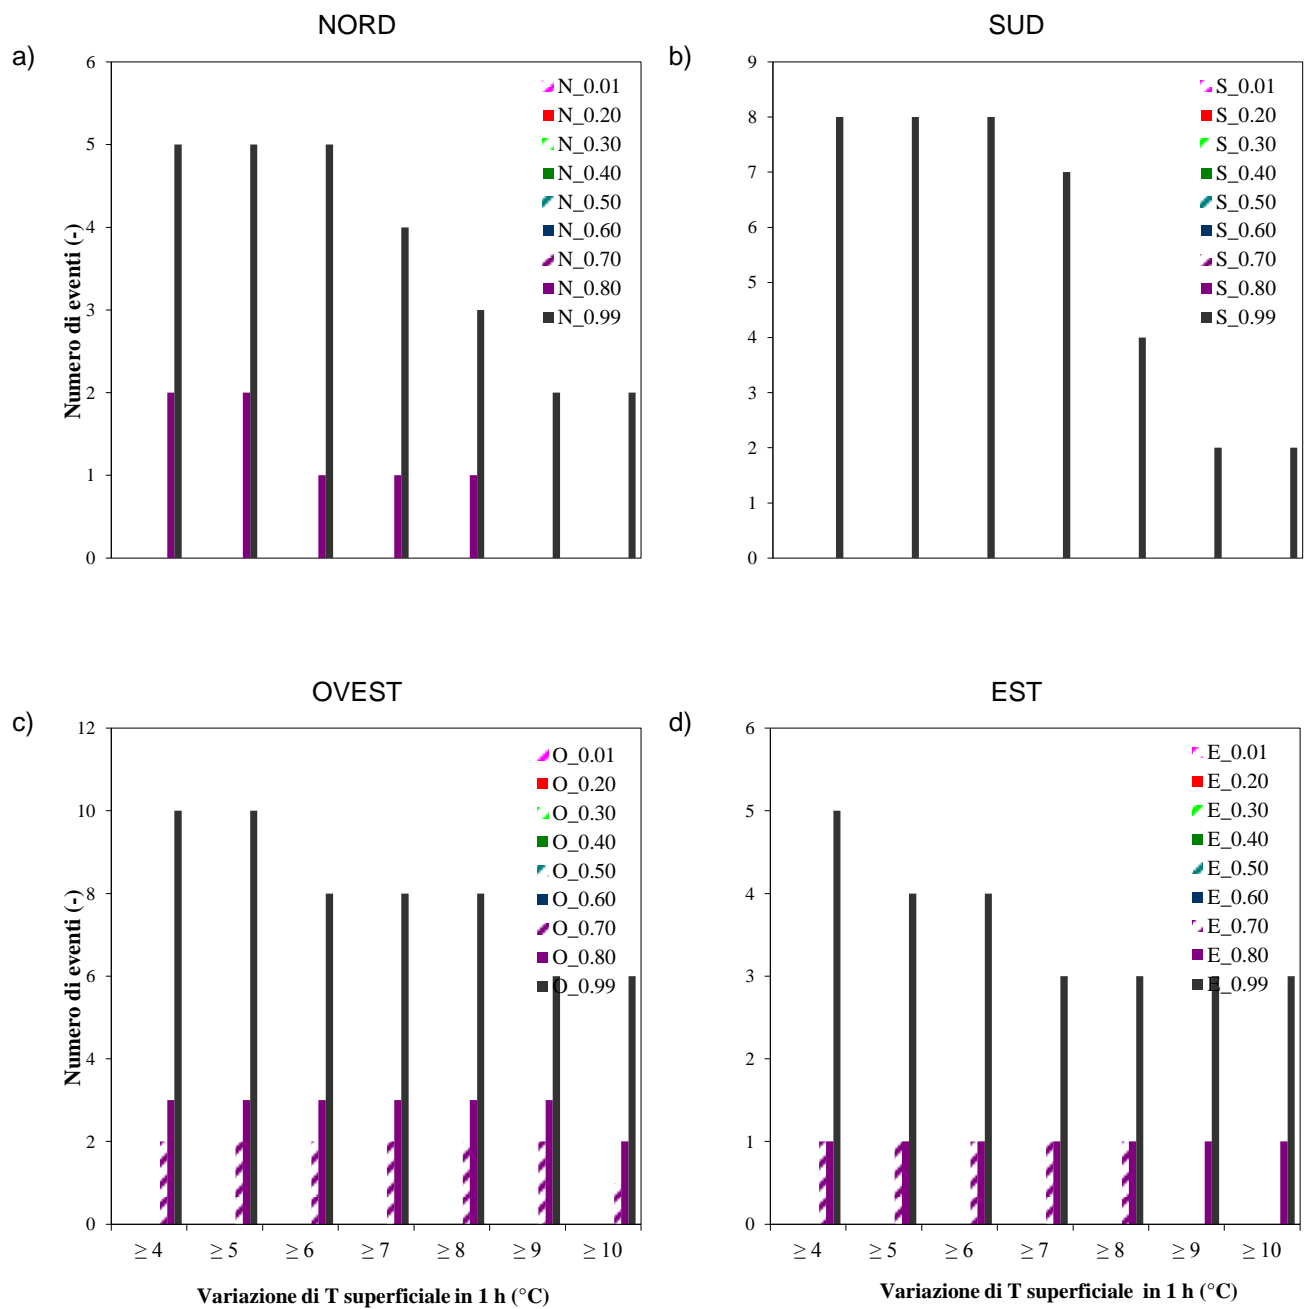 NORD
a)
6
5
4
3
2
1
0
Numero di eventi (-)
N_0.01
N_0.20
N_0.30
N_0.40
N_0.50
N_0.60
N_0.70
N_0.80
N_0.99
SUD
b)
9
8
7
6
5
4
3
2
1
0
S_0.01
S_0.20
S_0.30
S_0.40
S_0.50
S_0.60
S_0.70
S_0.80
S_0.99
OVEST
c)
12
10
8
6
4
2
0
Numero di eventi (-)
O_0.01
O_0.20
O_0.30
O_0.40
O_0.50
O_0.60
O_0.70
O_0.80
O_0.99
≥ 4 ≥ 5 ≥ 6 ≥ 7 ≥ 8 ≥ 9 ≥ 10
Variazione di T superficiale in 1 h (°C)
EST
d)
6
5
4
3
2
1
0
E_0.01
E_0.20
E_0.30
E_0.40
E_0.50
E_0.60
E_0.70
E_0.80
E_0.99
≥ 4 ≥ 5 ≥ 6 ≥ 7 ≥ 8 ≥ 9 ≥ 10
Variazione di T superficiale in 1 h (°C)